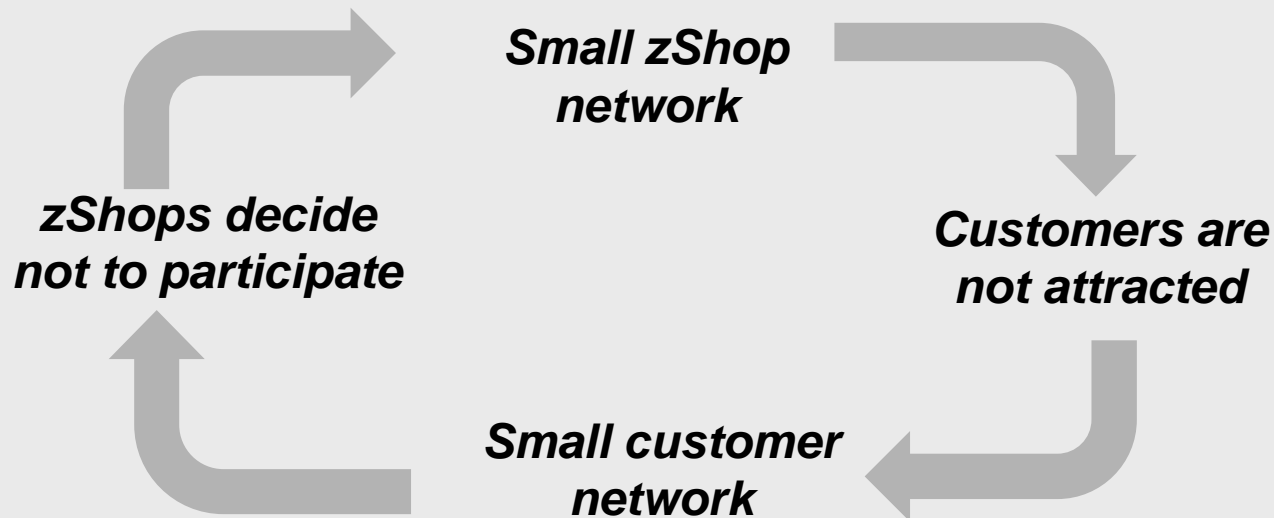 Small zShop
network
Customers are
not attracted
Small customer
network
zShops decide
not to participate